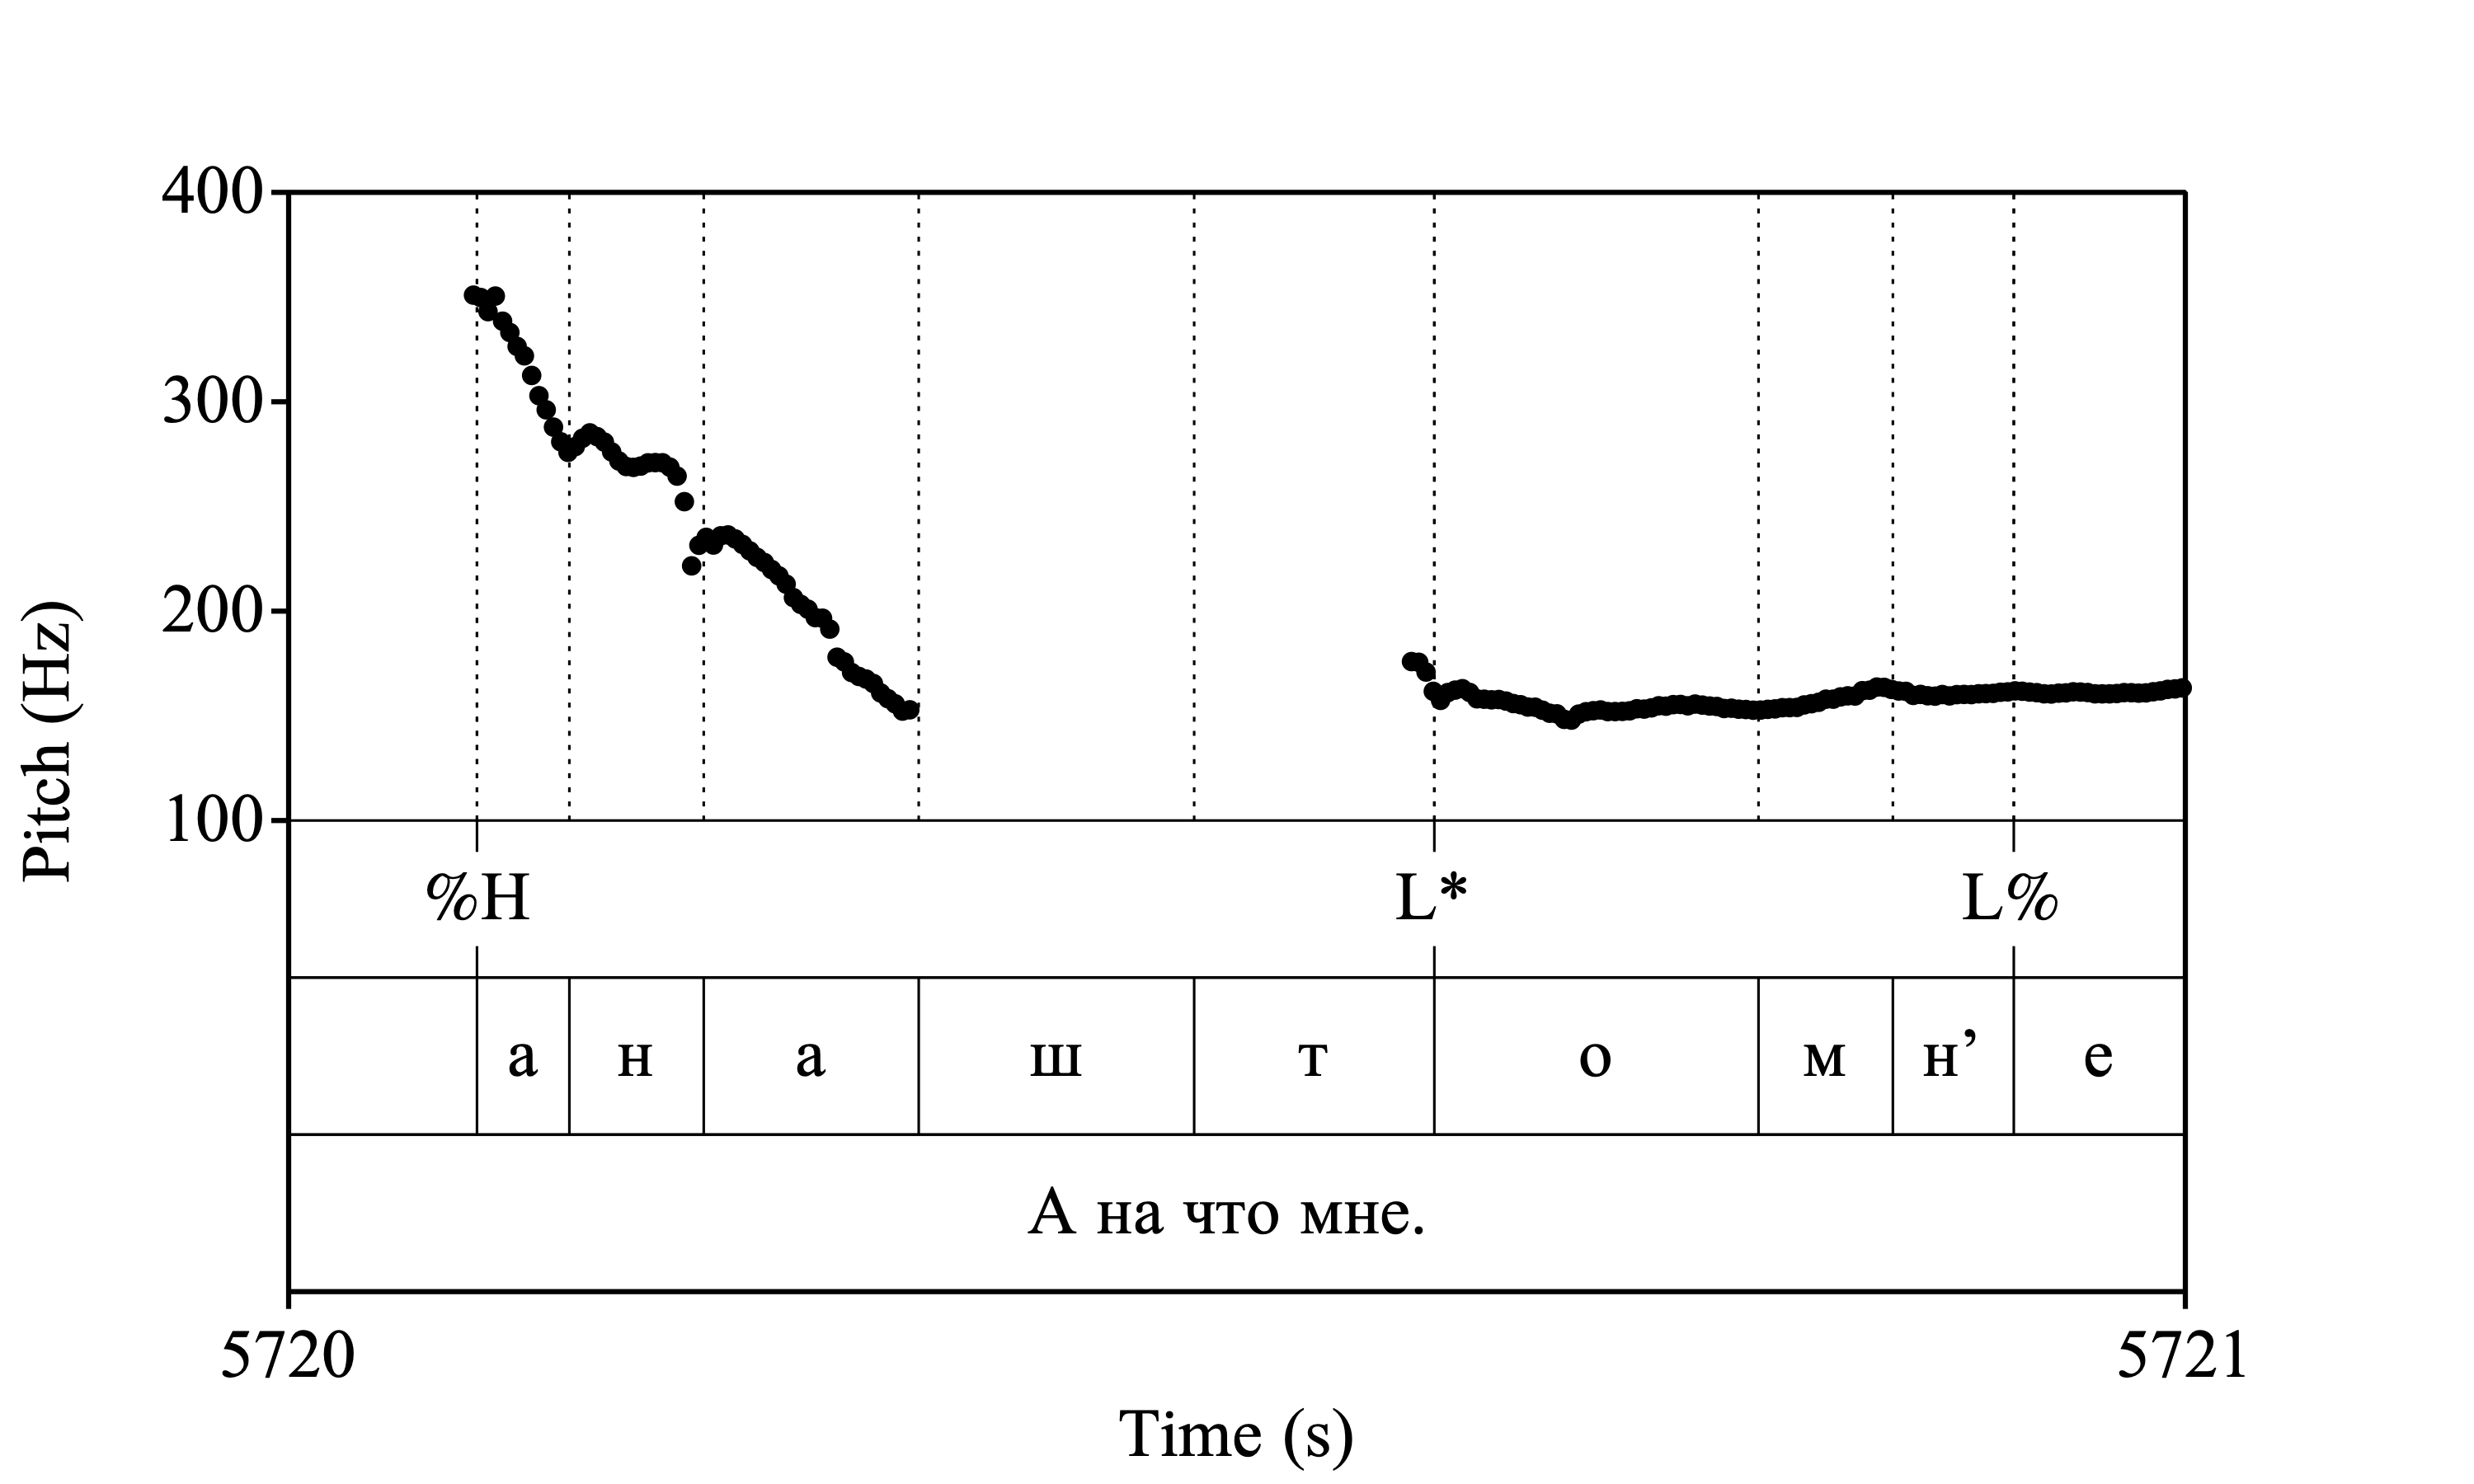 400
300
200
100
Pitch (Hz)
%H L* L%
а н а ш т о м н’ е
А на что мне.
5720 5721
Time (s)